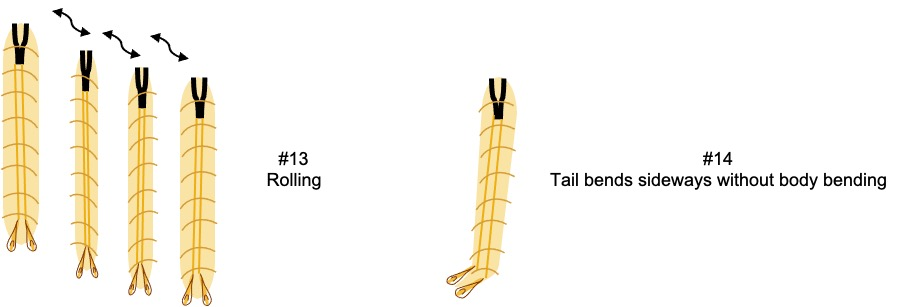 #13
Rolling
#14
Tail bends sideways without body bending